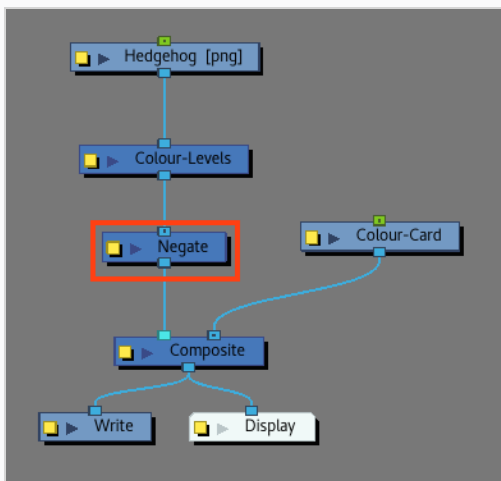 Hedgehog [png]
Colour-Levels
Negate
Colour-Card
Composite
Write
Display